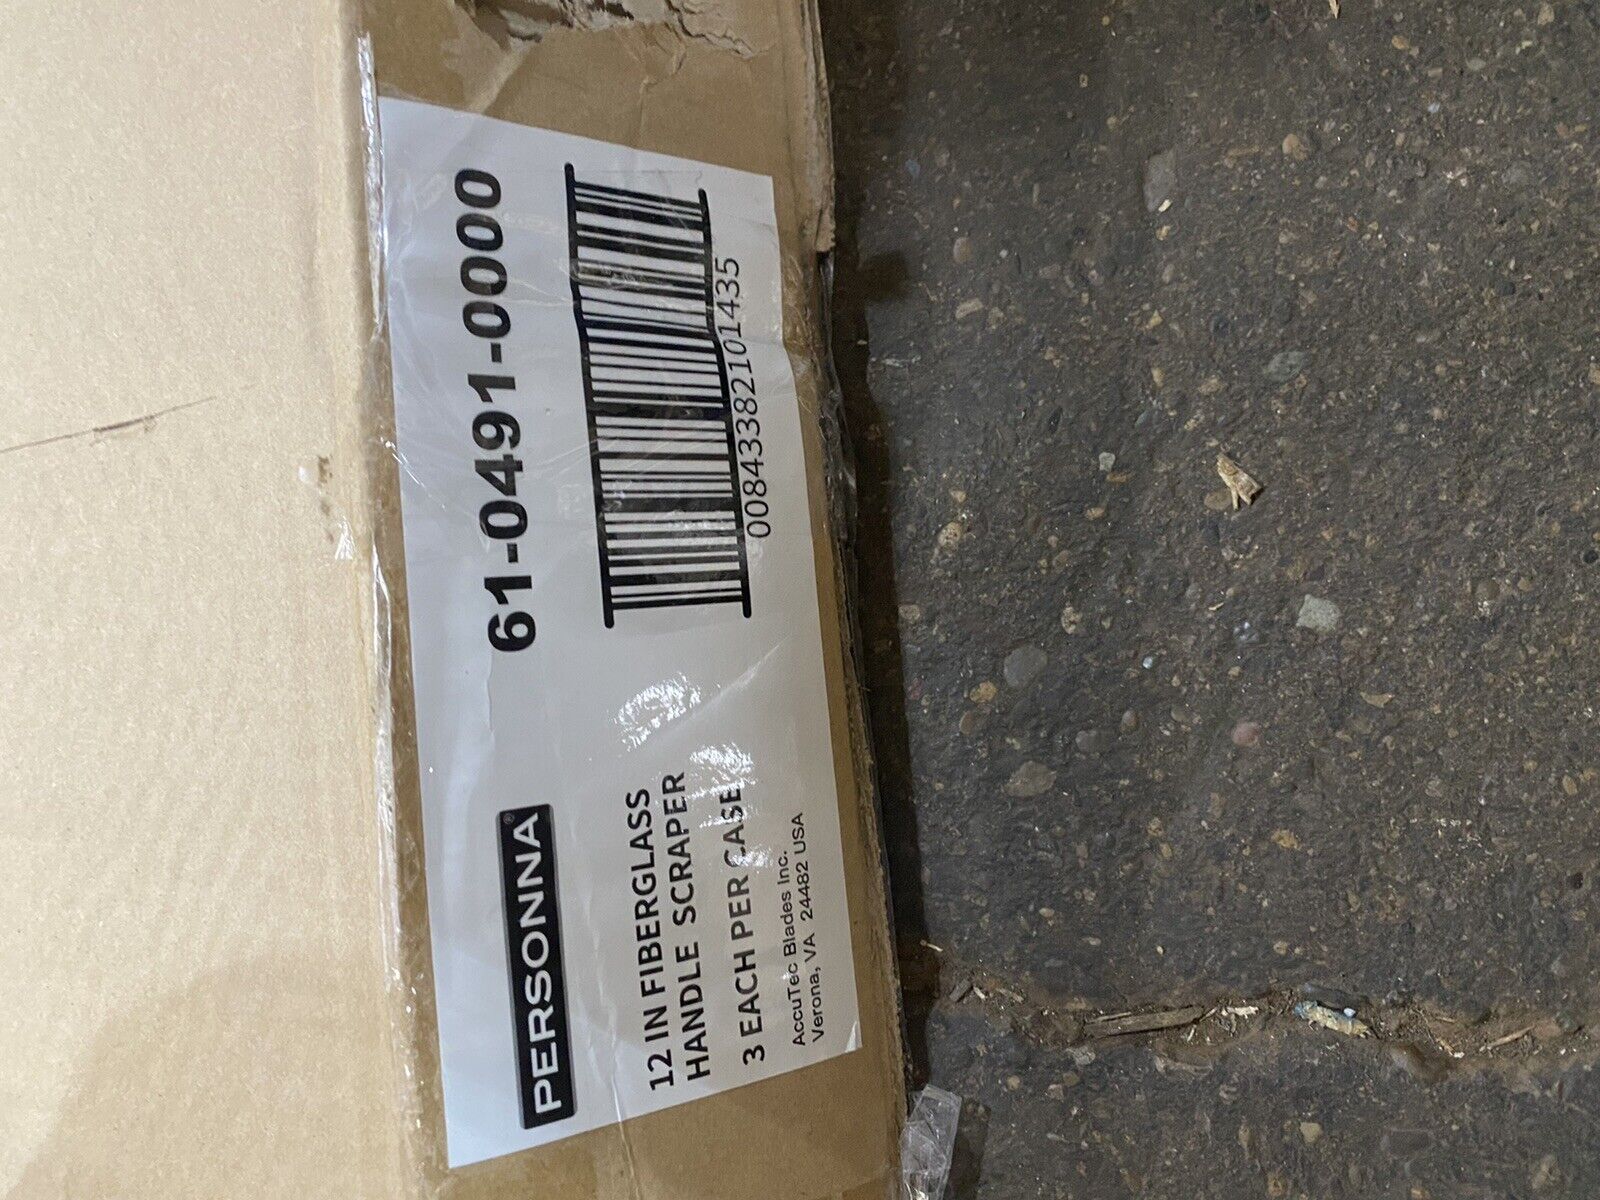 PERSONNA®
61-0491-0000
12 IN FIBERGLASS
HANDLE SCRAPER
3 EACH PER CASE
AccuTec Blades Inc.
Verona, VA 24482 USA
00843382101435